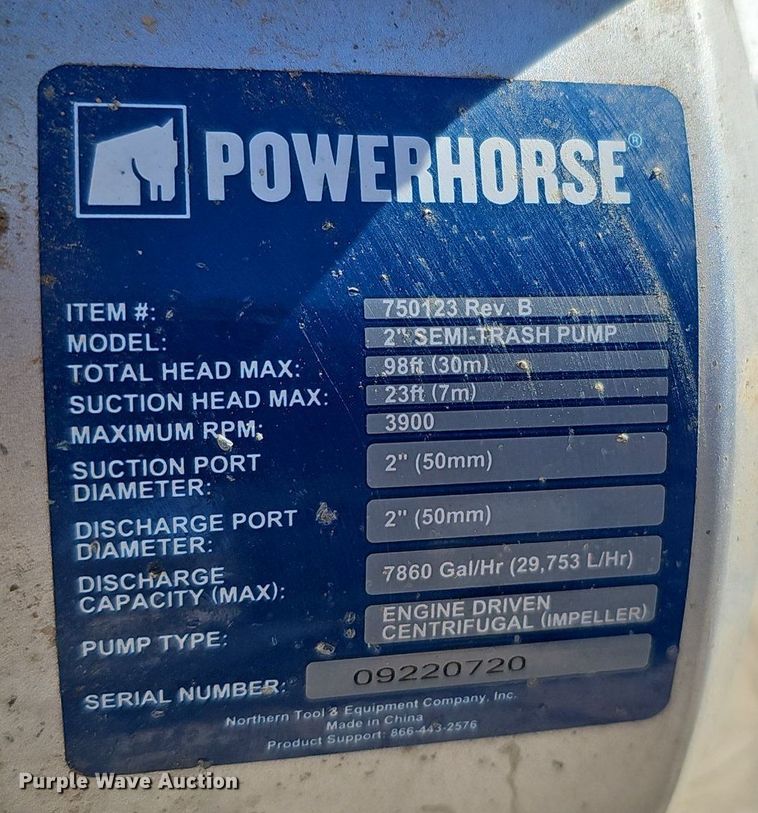 POWERHORSE®
ITEM #: 750123 Rev. B
MODEL: 2" SEMI-TRASH PUMP
TOTAL HEAD MAX: 98ft (30m)
SUCTION HEAD MAX: 23ft (7m)
MAXIMUM RPM: 3900
SUCTION PORT
DIAMETER: 2" (50mm)
DISCHARGE PORT
DIAMETER: 2" (50mm)
DISCHARGE
CAPACITY (MAX): 7860 Gal/Hr (29,753 L/Hr)
PUMP TYPE: ENGINE DRIVEN
CENTRIFUGAL (IMPELLER)
SERIAL NUMBER: 09220720
Northern Tool & Equipment Company, Inc.
Made in China
Product Support: 866-443-2576
Purple Wave Auction